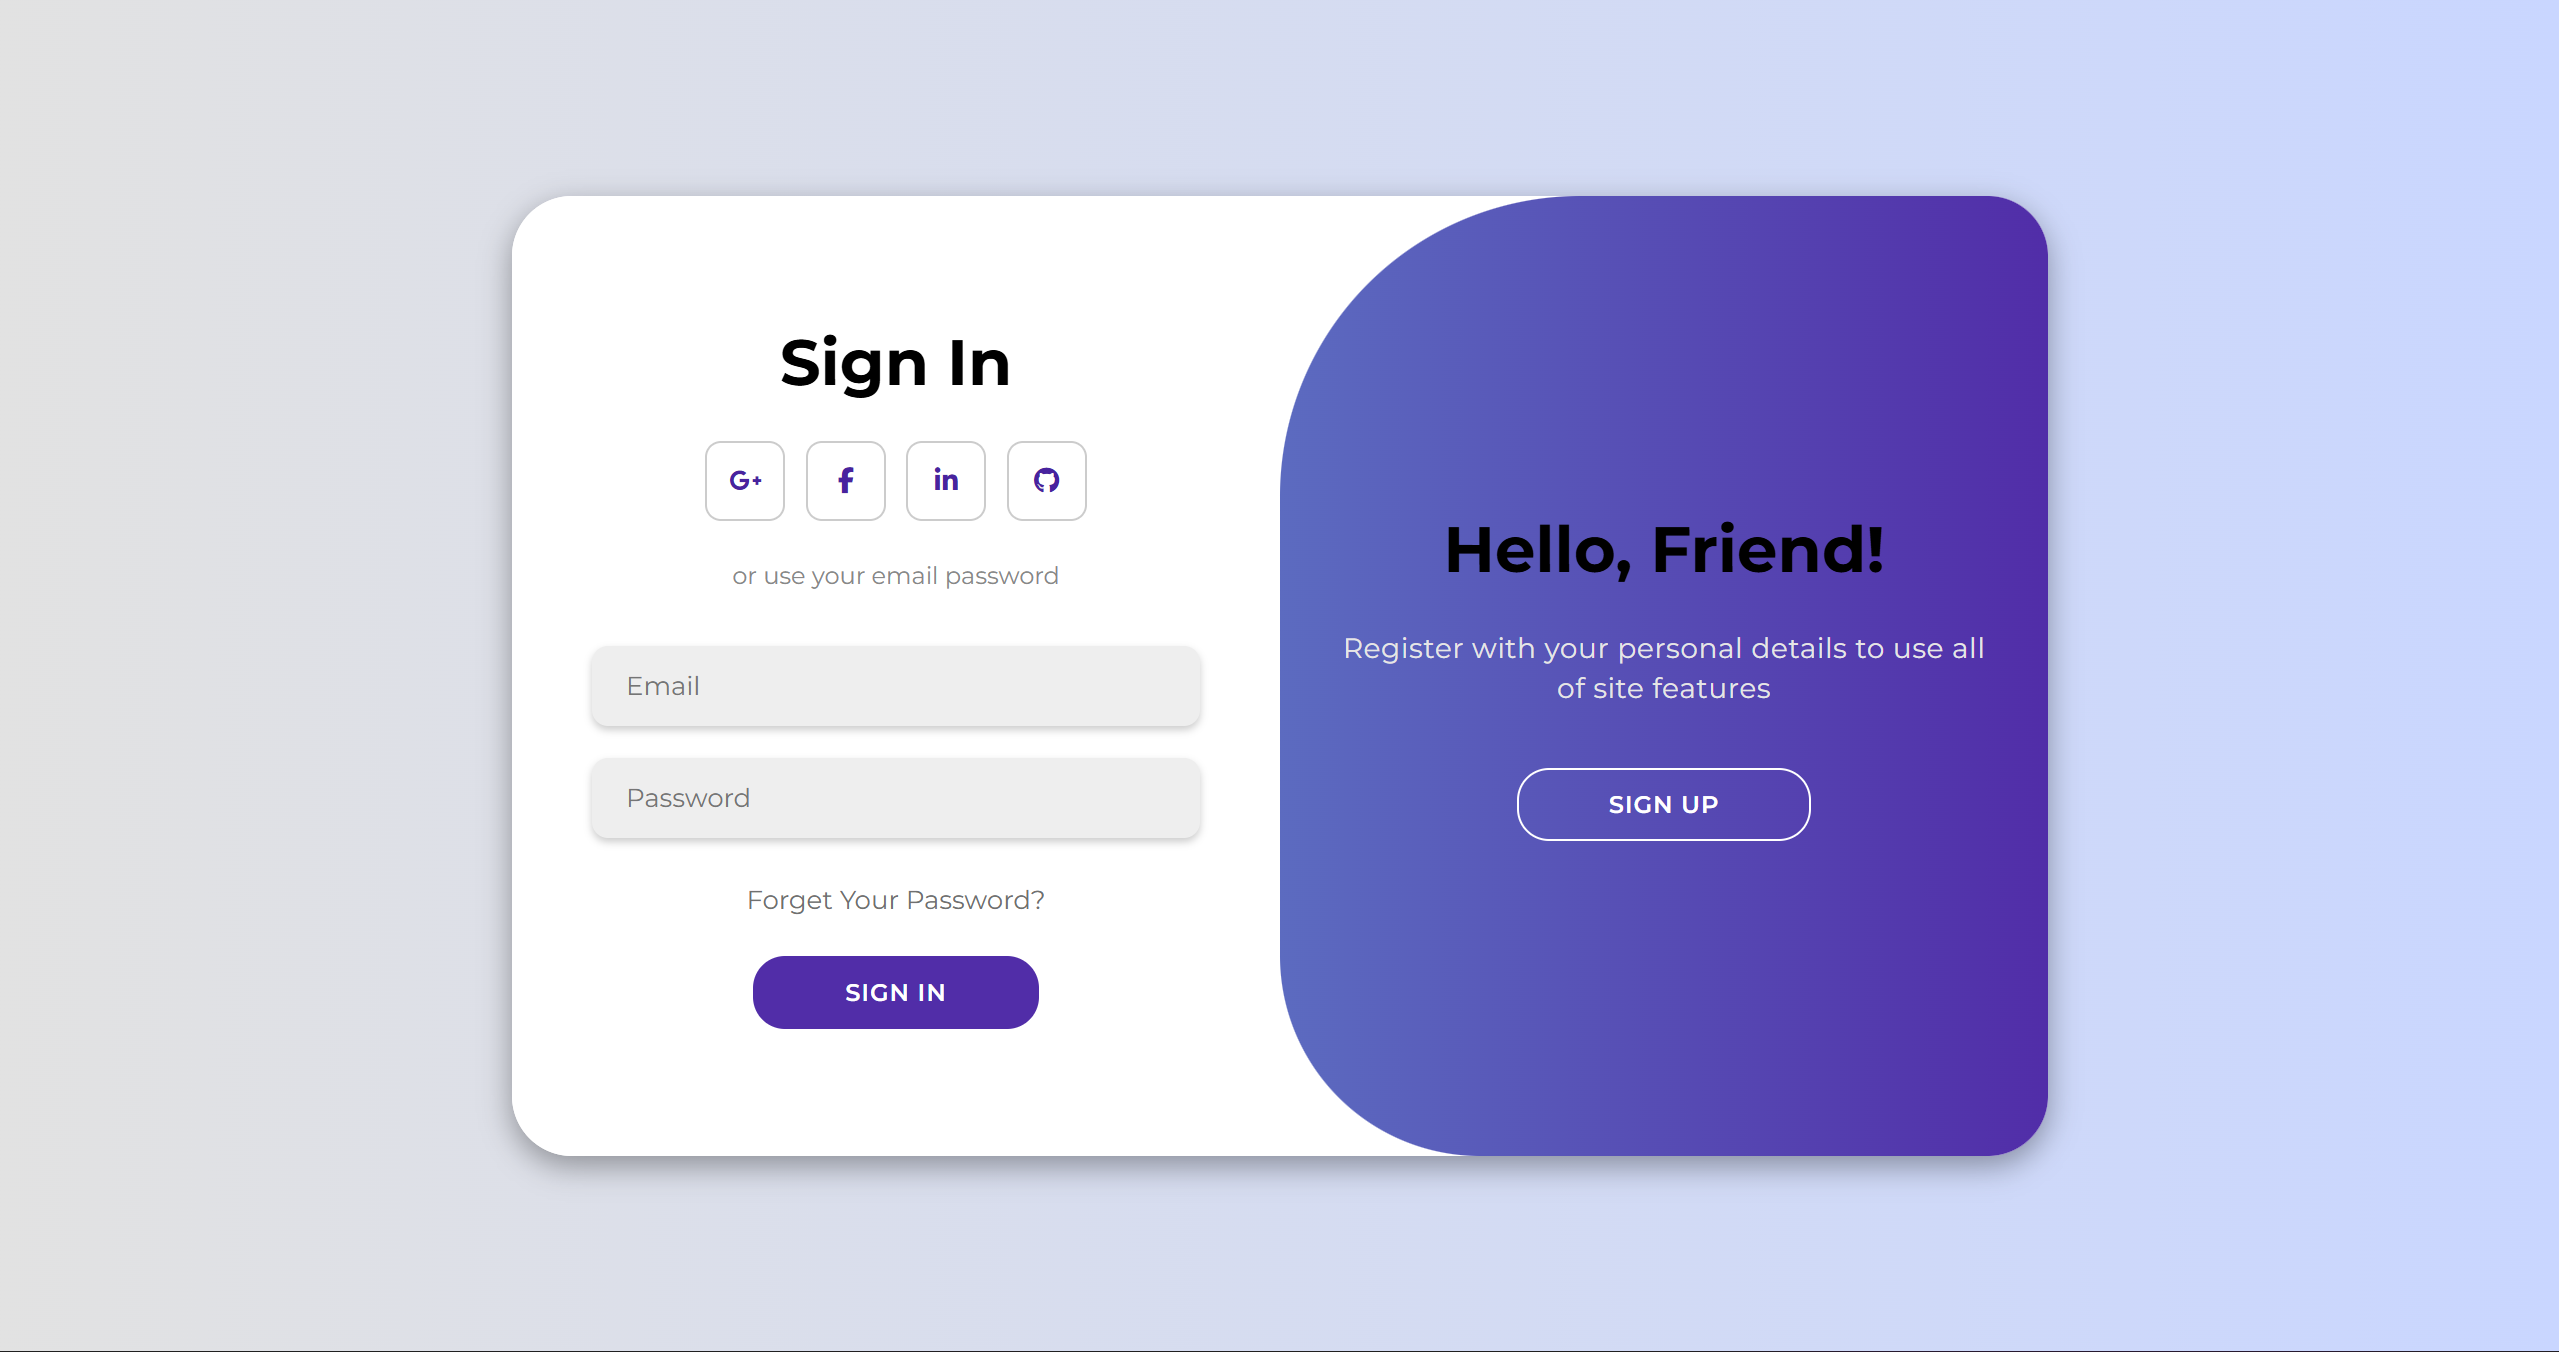 Sign In
G+ f in
or use your email password
Email
Password
Forget Your Password?
SIGN IN
Hello, Friend!
Register with your personal details to use all
of site features
SIGN UP